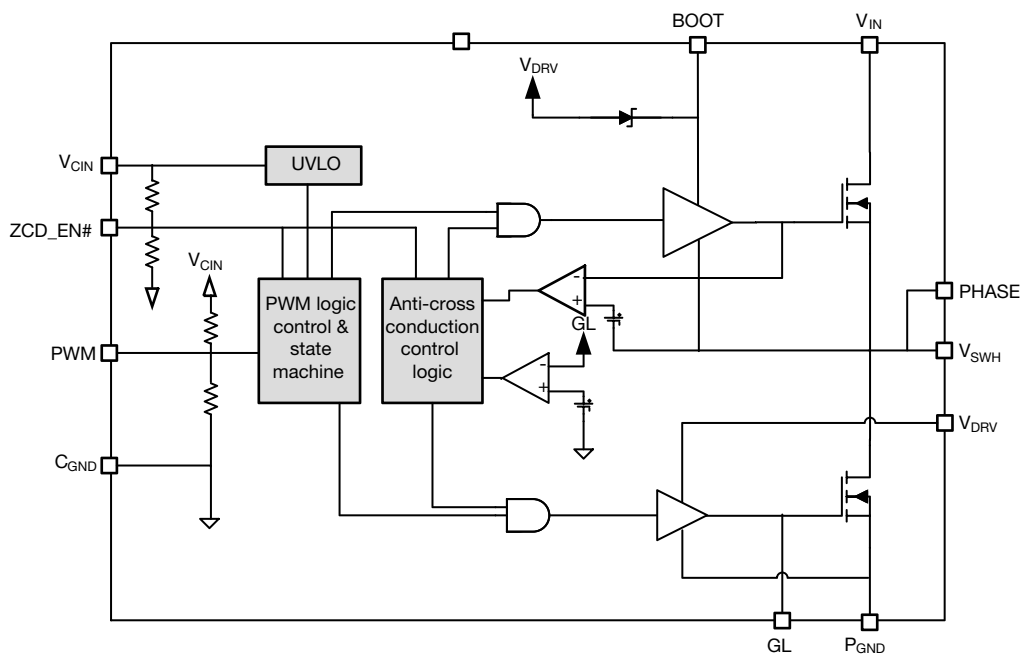 BOOT
VIN
VDRV
VCIN
UVLO
ZCD_EN#
VCIN
PWM logic
control &
state
machine
Anti-cross
conduction
control
logic
-
+
GL
-
+
PHASE
PWM
VSWH
VDRV
CGND
GL
PGND